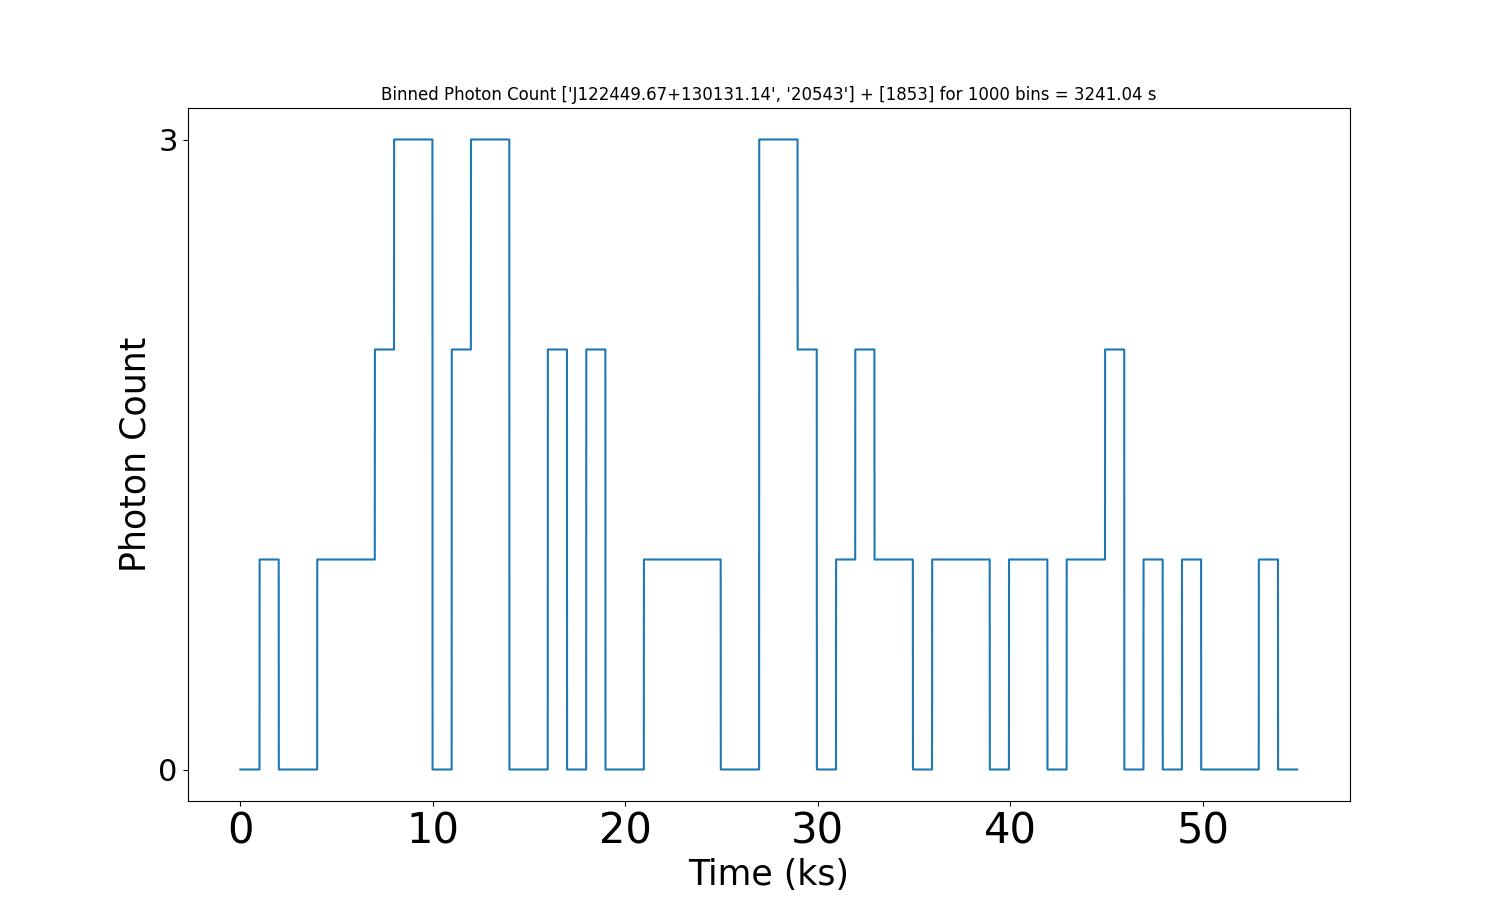 Binned Photon Count ['J122449.67+130131.14', '20543'] + [1853] for 1000 bins = 3241.04 s
3
0
Photon Count
0 10 20 30 40 50
Time (ks)